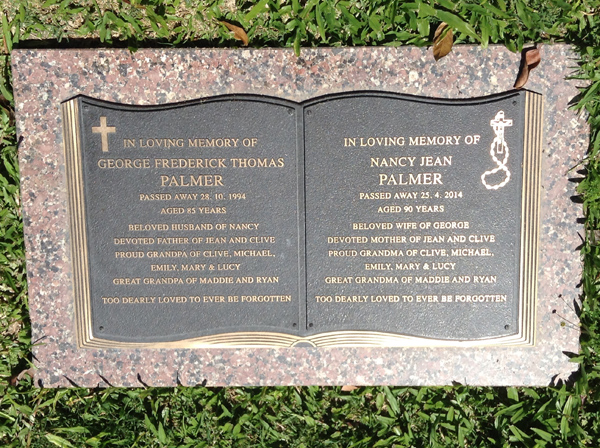 IN LOVING MEMORY OF
GEORGE FREDERICK THOMAS
PALMER
PASSED AWAY 28. 10. 1994
AGED 85 YEARS
BELOVED HUSBAND OF NANCY
DEVOTED FATHER OF JEAN AND CLIVE
PROUD GRANDPA OF CLIVE, MICHAEL,
EMILY, MARY & LUCY
GREAT GRANDPA OF MADDIE AND RYAN
TOO DEARLY LOVED TO EVER BE FORGOTTEN
IN LOVING MEMORY OF
NANCY JEAN
PALMER
PASSED AWAY 25. 4. 2014
AGED 90 YEARS
BELOVED WIFE OF GEORGE
DEVOTED MOTHER OF JEAN AND CLIVE
PROUD GRANDMA OF CLIVE, MICHAEL,
EMILY, MARY & LUCY
GREAT GRANDMA OF MADDIE AND RYAN
TOO DEARLY LOVED TO EVER BE FORGOTTEN